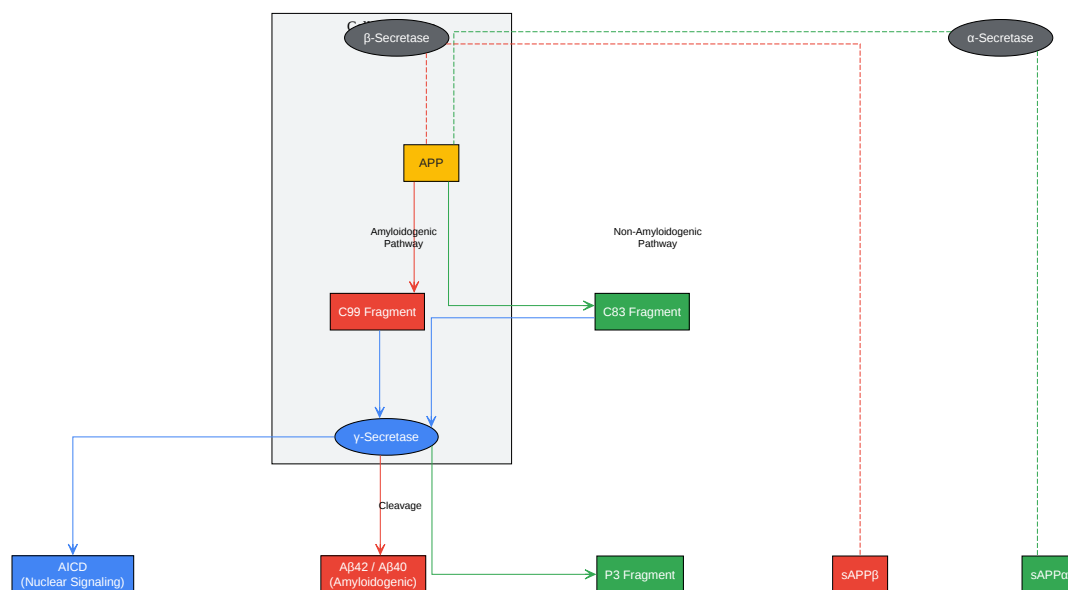 β-Secretase
α-Secretase
APP
Amyloidogenic
Pathway
Non-Amyloidogenic
Pathway
C99 Fragment
C83 Fragment
γ-Secretase
Cleavage
AICD
(Nuclear Signaling)
Aβ42 / Aβ40
(Amyloidogenic)
P3 Fragment
sAPPβ
sAPPα